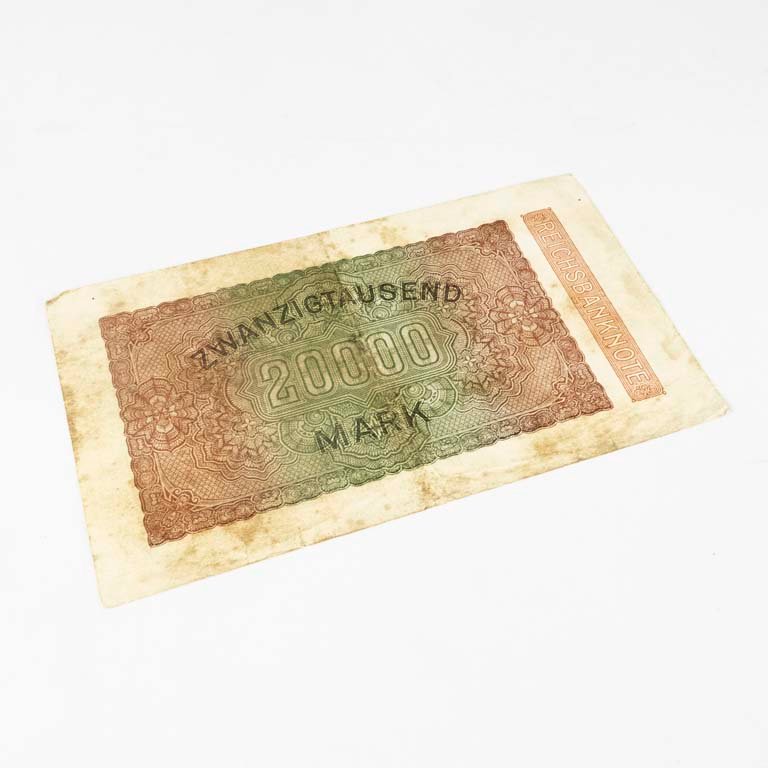 ZWANZIGTAUSEND
20000
MARK
REICHSBANKNOTE